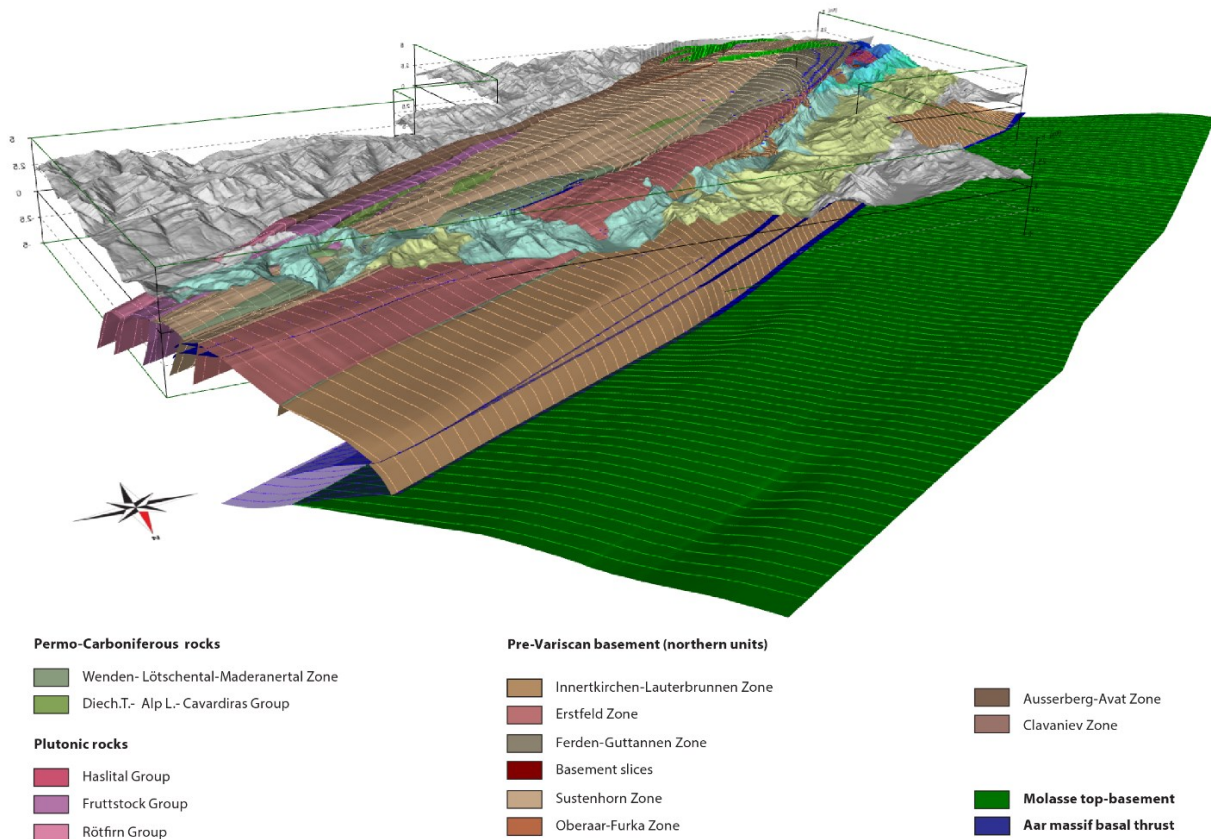 Permo-Carboniferous rocks
Wenden- Lötschental-Maderanertal Zone
Diech.T.- Alp L.- Cavardiras Group
Plutonic rocks
Haslital Group
Fruttstock Group
Rötfirn Group
Pre-Variscan basement (northern units)
Innertkirchen-Lauterbrunnen Zone
Erstfeld Zone
Ferden-Guttannen Zone
Basement slices
Sustenhorn Zone
Oberaar-Furka Zone
Ausserberg-Avat Zone
Clavaniev Zone
Molasse top-basement
Aar massif basal thrust